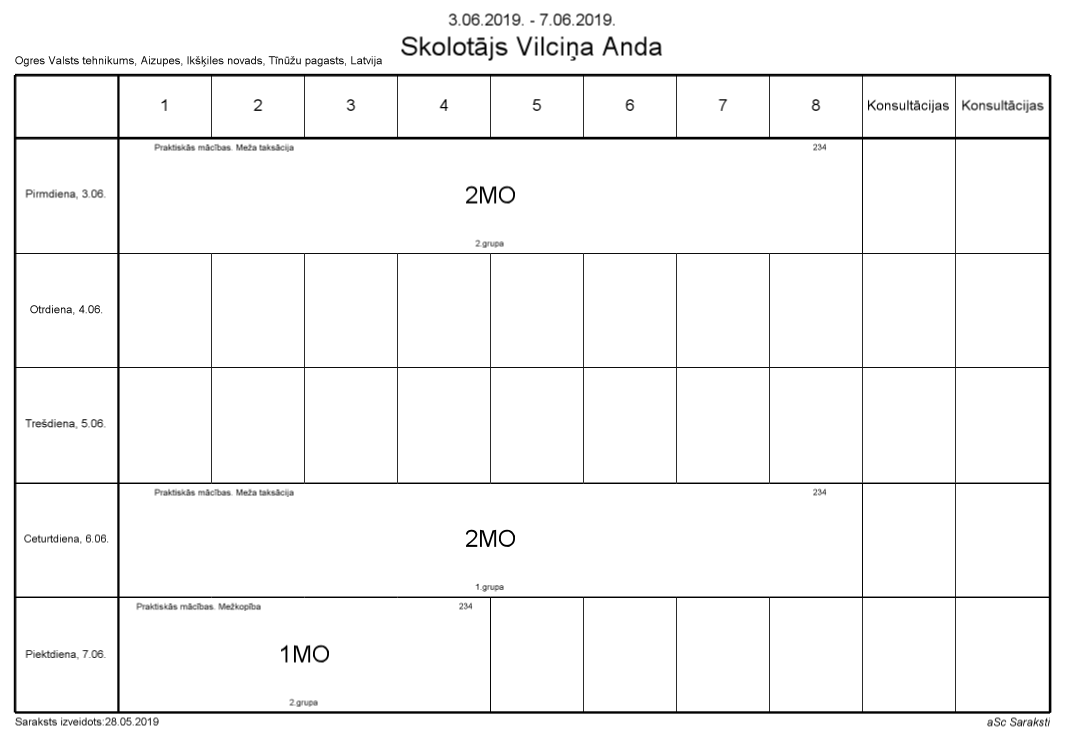 3.06.2019. - 7.06.2019.
Skolotājs Vilciņa Anda
Ogres Valsts tehnikums, Aizupes, Ikšķiles novads, Tīnūžu pagasts, Latvija
1 2 3 4 5 6 7 8 Konsultācijas Konsultācijas
Praktiskās mācības. Meža taksācija 234
Pirmdiena, 3.06. 2MO
2.grupa
Otrdiena, 4.06.
Trešdiena, 5.06.
Praktiskās mācības. Meža taksācija 234
Ceturtdiena, 6.06. 2MO
1.grupa
Praktiskās mācības. Mežkopība 234
Piektdiena, 7.06. 1MO
2.grupa
Saraksts izveidots:28.05.2019 aSc Saraksti